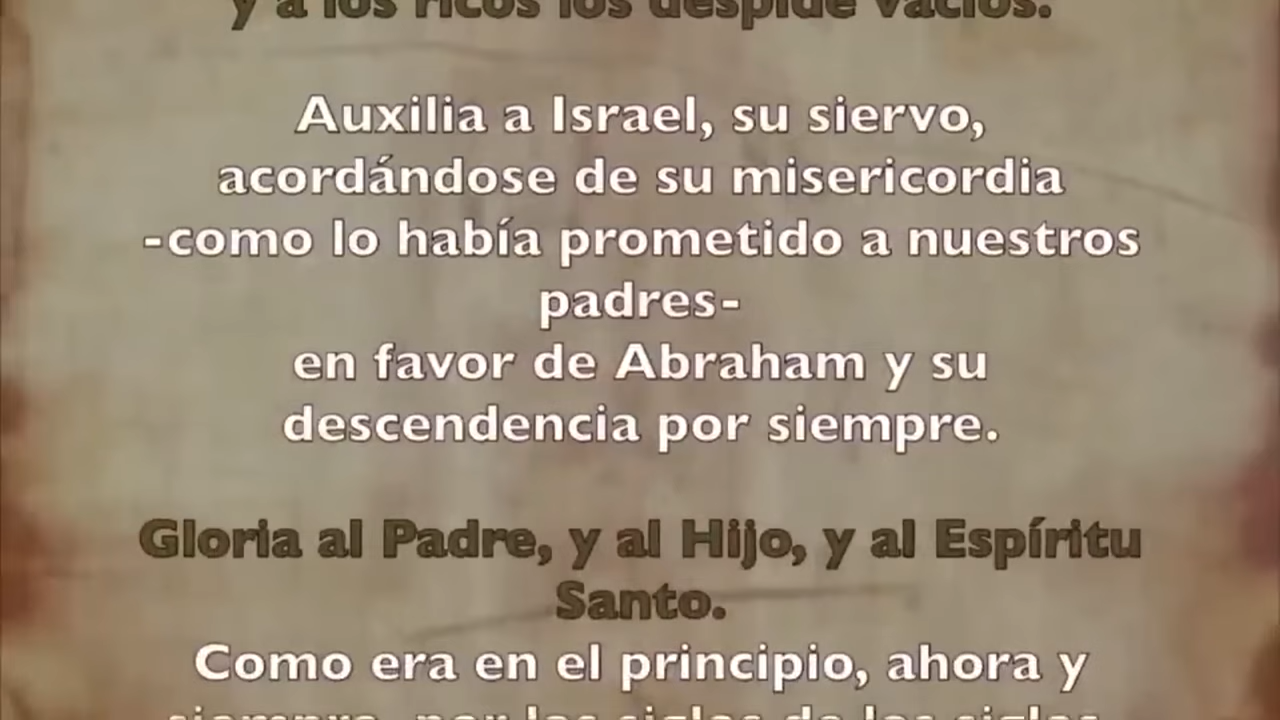 y a los ricos los despide vacíos.
Auxilia a Israel, su siervo,
acordándose de su misericordia
-como lo había prometido a nuestros
padres-
en favor de Abraham y su
descendencia por siempre.
Gloria al Padre, y al Hijo, y al Espíritu
Santo.
Como era en el principio, ahora y
siempre, por los siglos de los siglos.